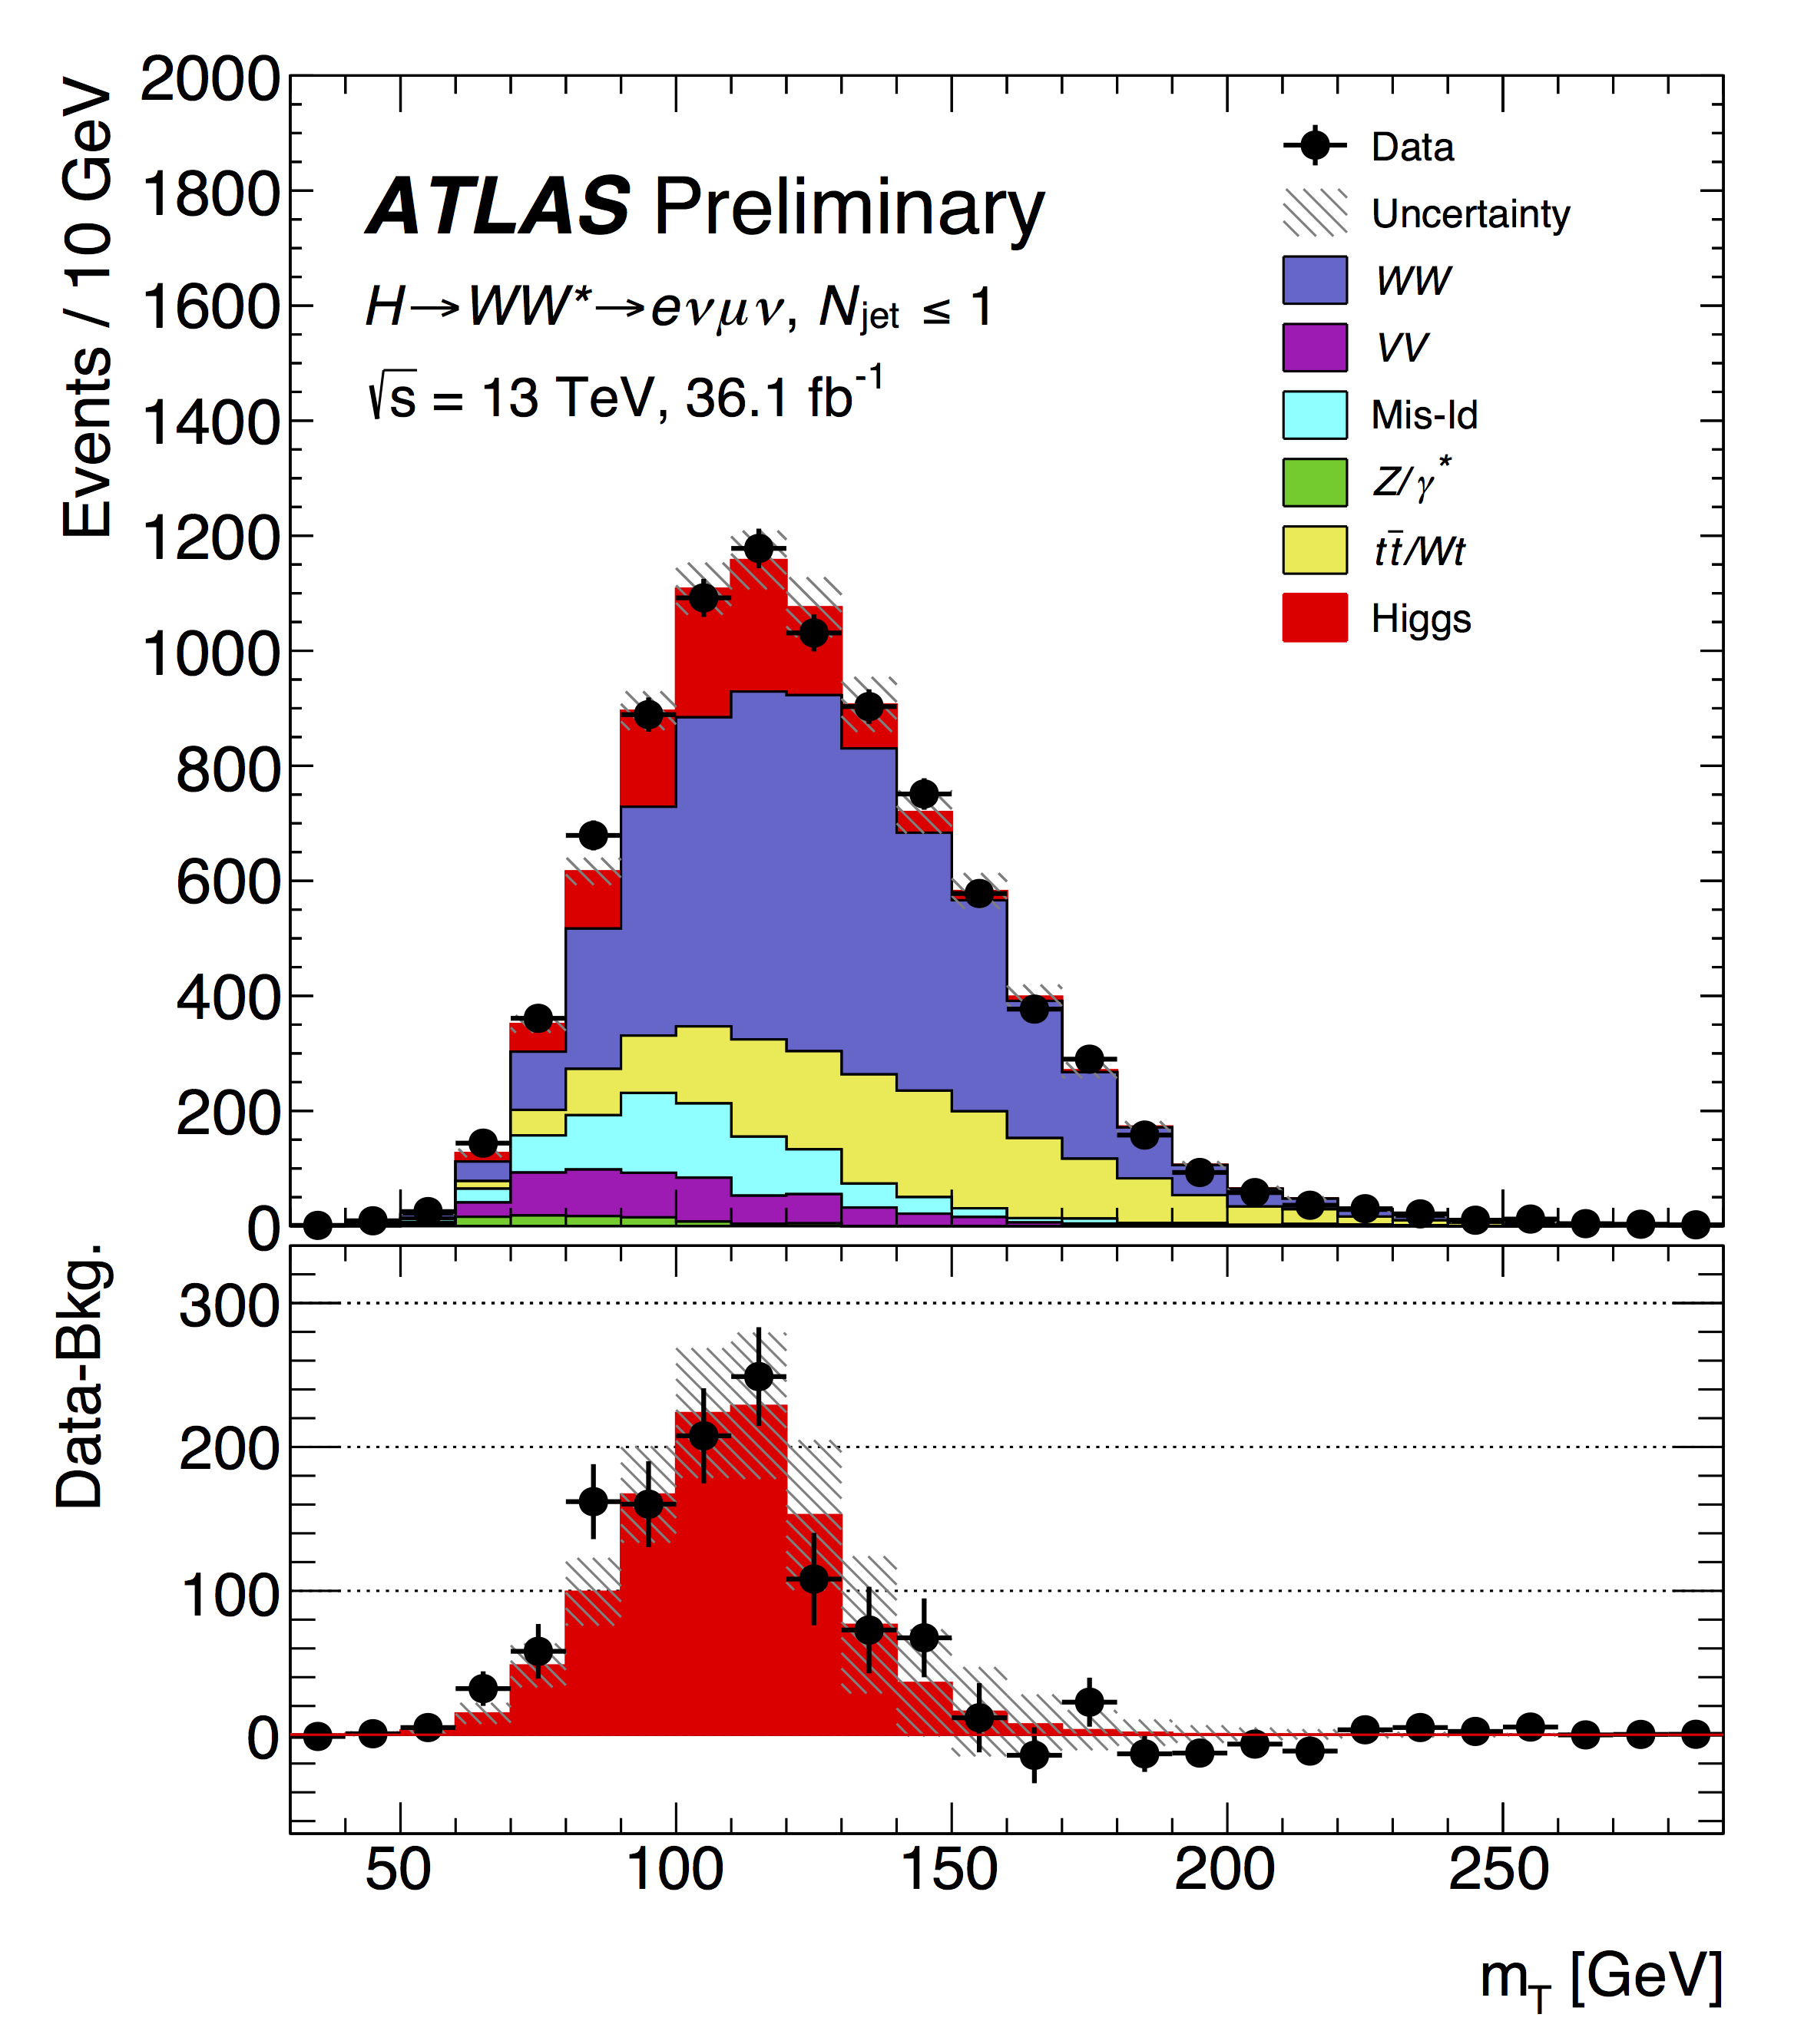 Events / 10 GeV
2000
1800
1600
1400
1200
1000
800
600
400
200
0
ATLAS Preliminary
H→WW*→eνμν, Njet ≤ 1
√s = 13 TeV, 36.1 fb-1
Data
Uncertainty
WW
VV
Mis-Id
Z/γ*
tt̄/Wt
Higgs
Data-Bkg.
300
200
100
0
50 100 150 200 250
mT [GeV]